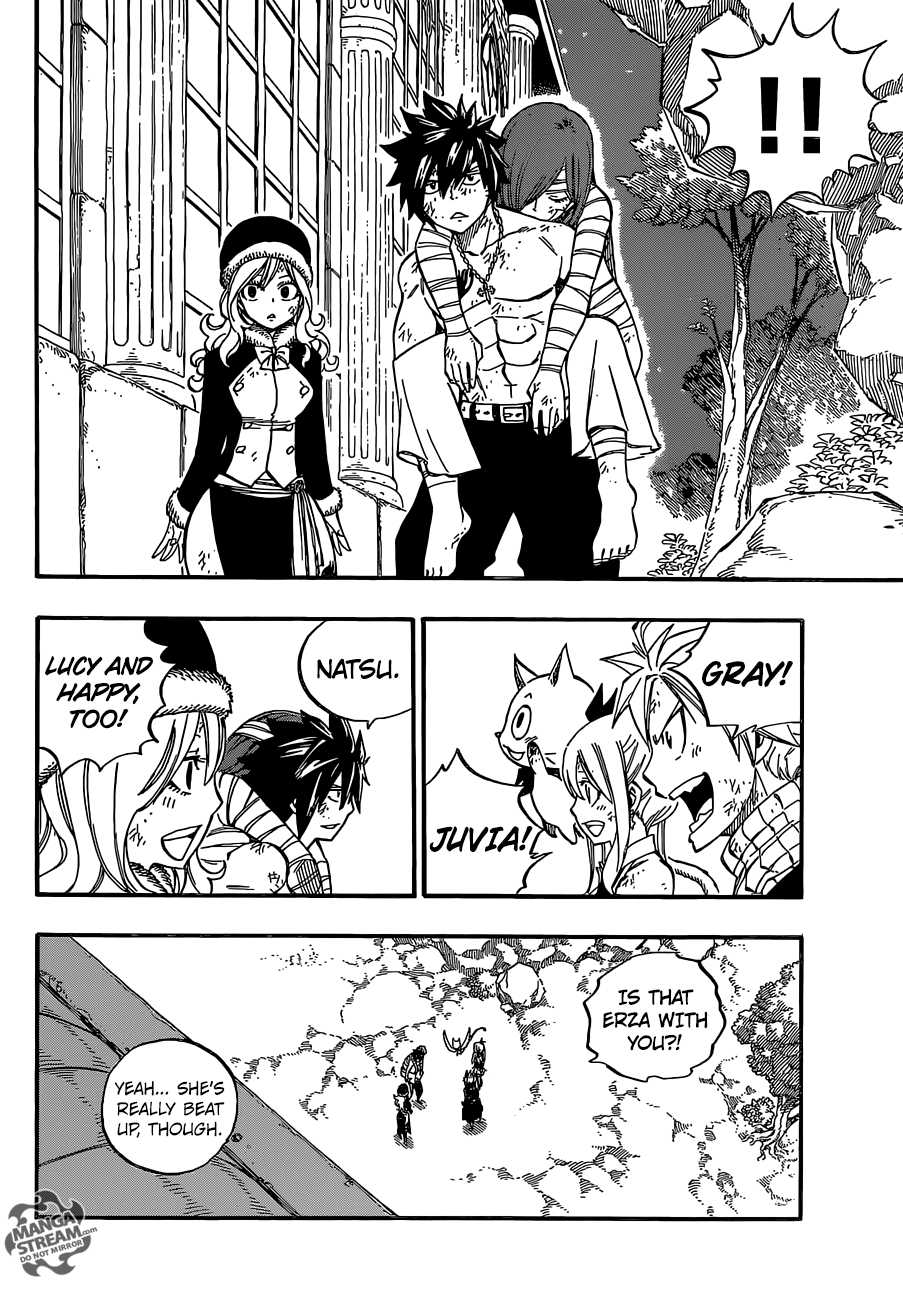 !!
GRAY!
JUVIA!
NATSU.
LUCY AND
HAPPY,
TOO!
IS THAT
ERZA WITH
YOU?!
YEAH... SHE'S
REALLY BEAT
UP, THOUGH.
MANGA
STREAM.com
DO NOT MIRROR